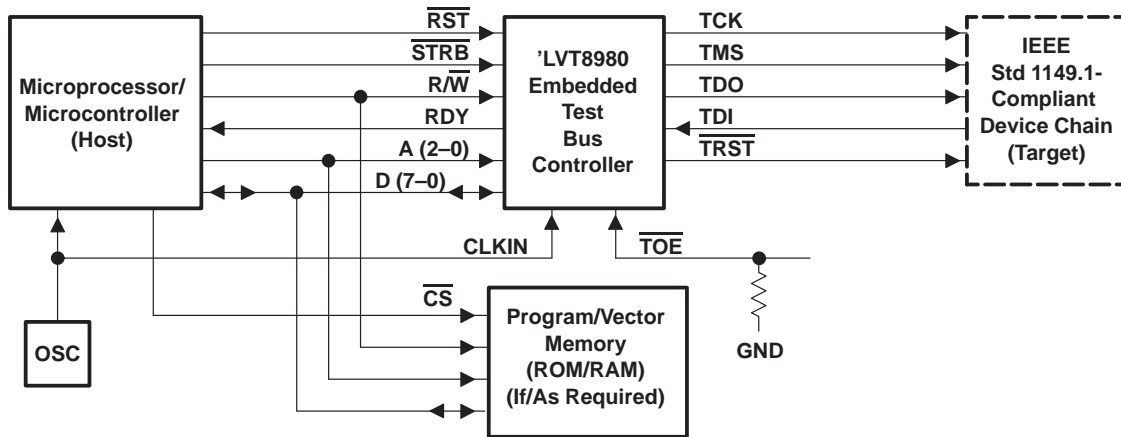 Microprocessor/
Microcontroller
(Host)
RST
STRB
R/W
RDY
A (2–0)
D (7–0)
'LVT8980
Embedded
Test
Bus
Controller
TCK
TMS
TDO
TDI
TRST
IEEE
Std 1149.1-
Compliant
Device Chain
(Target)
CLKIN
TOE
CS
OSC
Program/Vector
Memory
(ROM/RAM)
(If/As Required)
GND